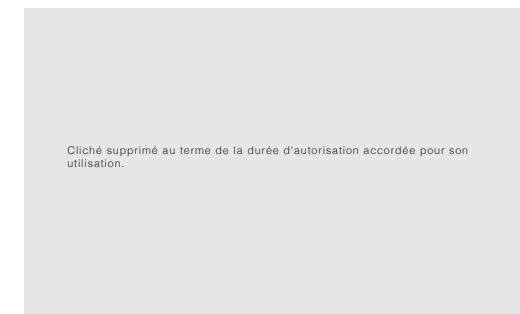 Cliché supprimé au terme de la durée d'autorisation accordée pour son
utilisation.